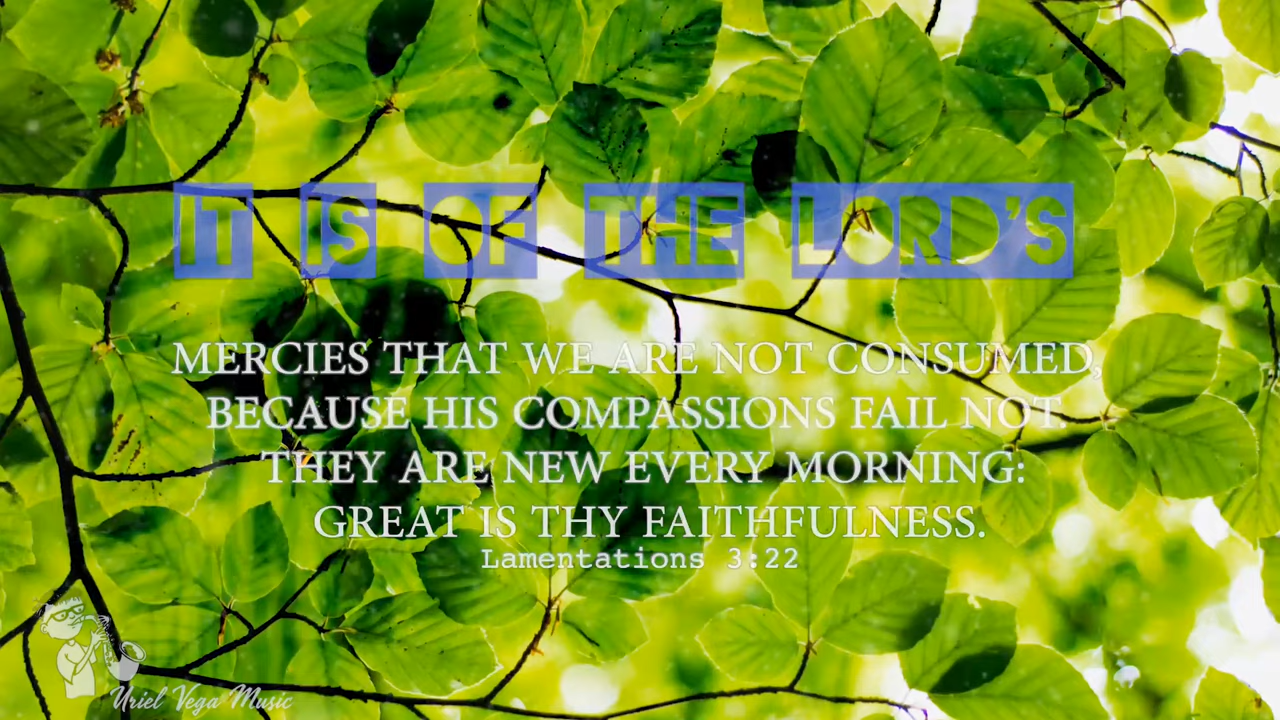 IT IS OF THE LORD'S
MERCIES THAT WE ARE NOT CONSUMED,
BECAUSE HIS COMPASSIONS FAIL NOT.
THEY ARE NEW EVERY MORNING:
GREAT IS THY FAITHFULNESS.
Lamentations 3:22
Uriel Vega Music